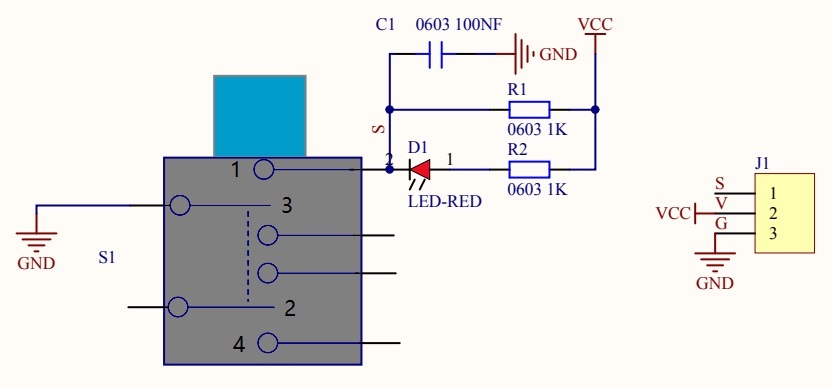 C1 0603 100NF
VCC
GND
R1
0603 1K
S
D1
R2
2
1
0603 1K
LED-RED
1
3
GND
S1
2
4
J1
S
1
VCC
V
2
G
3
GND